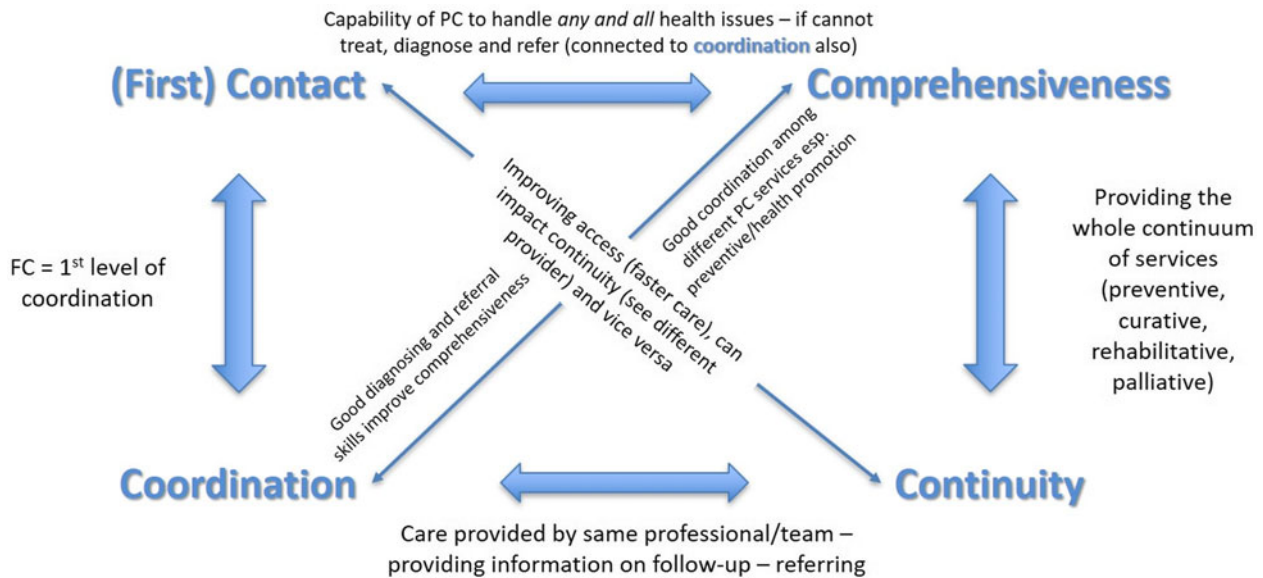 Capability of PC to handle any and all health issues – if cannot
treat, diagnose and refer (connected to coordination also)
(First) Contact
Comprehensiveness
Improving access (faster care), can
impact continuity (see different
provider) and vice versa
Good coordination among
different PC services esp.
preventive/health promotion
FC = 1st level of
coordination
Providing the
whole continuum
of services
(preventive,
curative,
rehabilitative,
palliative)
Good diagnosing and referral
skills improve comprehensiveness
Coordination
Continuity
Care provided by same professional/team –
providing information on follow-up – referring